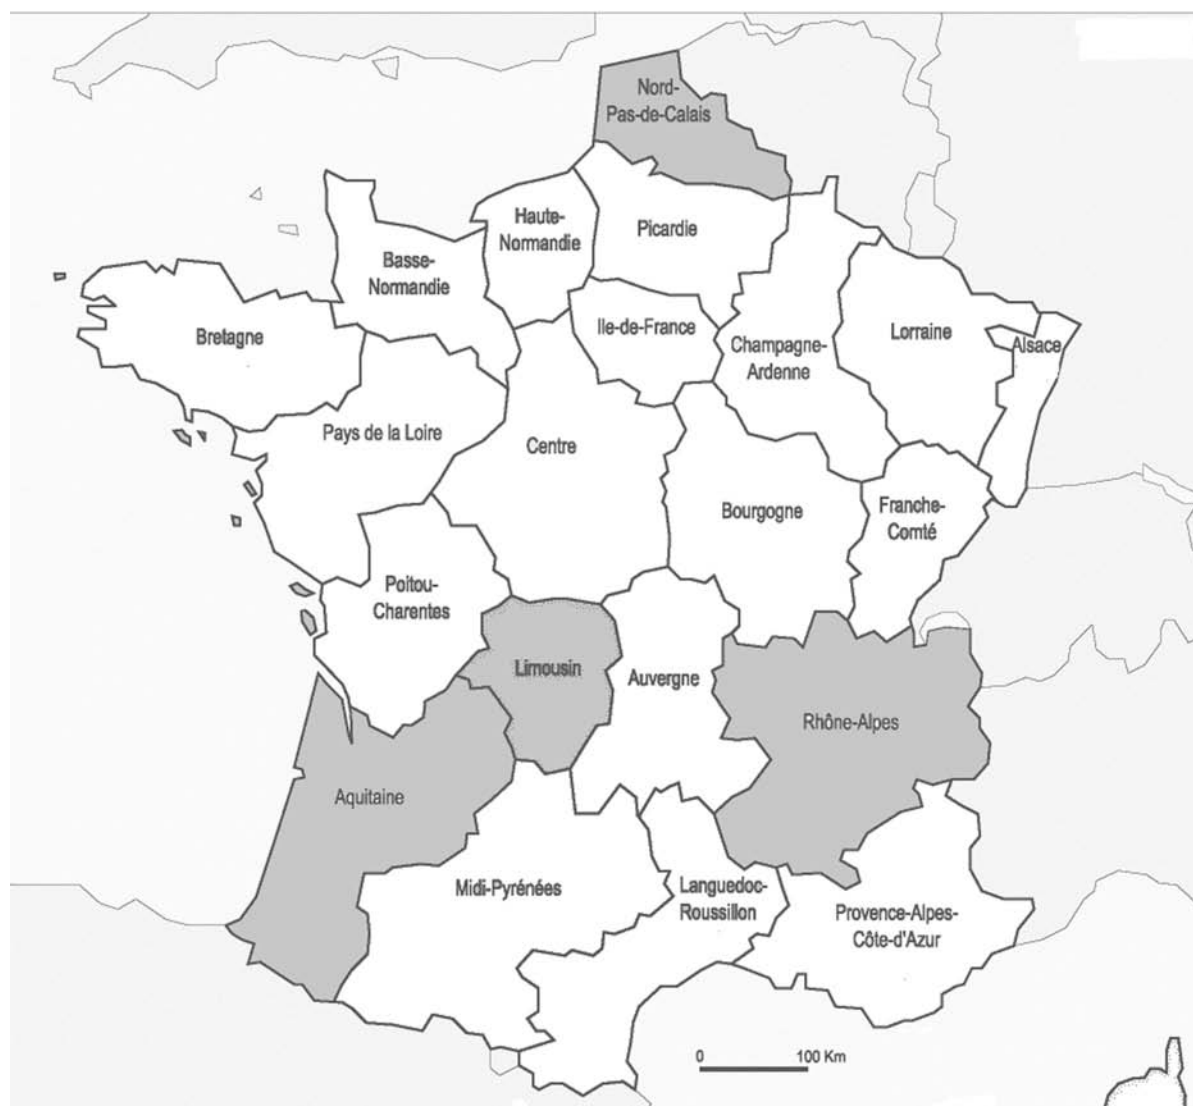 Nord-
Pas-de-Calais
Haute-
Normandie
Picardie
Basse-
Normandie
Bretagne
Ile-de-France
Champagne-
Ardenne
Lorraine
Alsace
Pays de la Loire
Centre
Bourgogne
Franche-
Comté
Poitou-
Charentes
Limousin
Auvergne
Rhône-Alpes
Aquitaine
Midi-Pyrénées
Languedoc-
Roussillon
Provence-Alpes-
Côte-d'Azur
0 100 Km